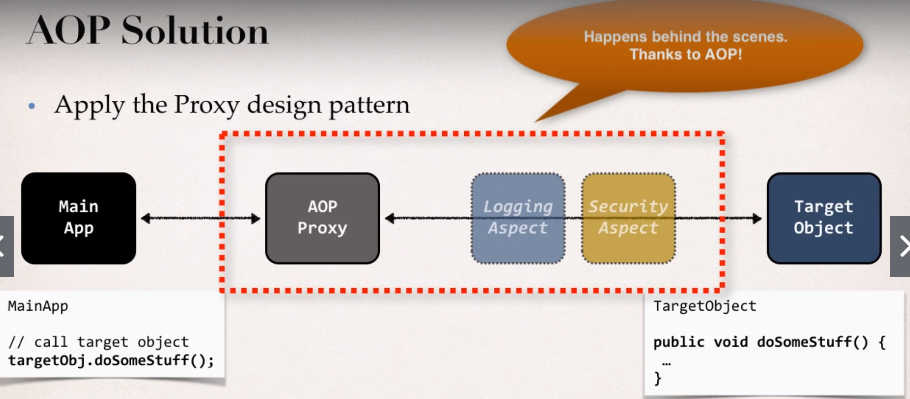 AOP Solution
Happens behind the scenes.
Thanks to AOP!
• Apply the Proxy design pattern
Main
App
AOP
Proxy
Logging
Aspect
Security
Aspect
Target
Object
MainApp
// call target object
targetObj.doSomeStuff();
TargetObject
public void doSomeStuff() {
…
}